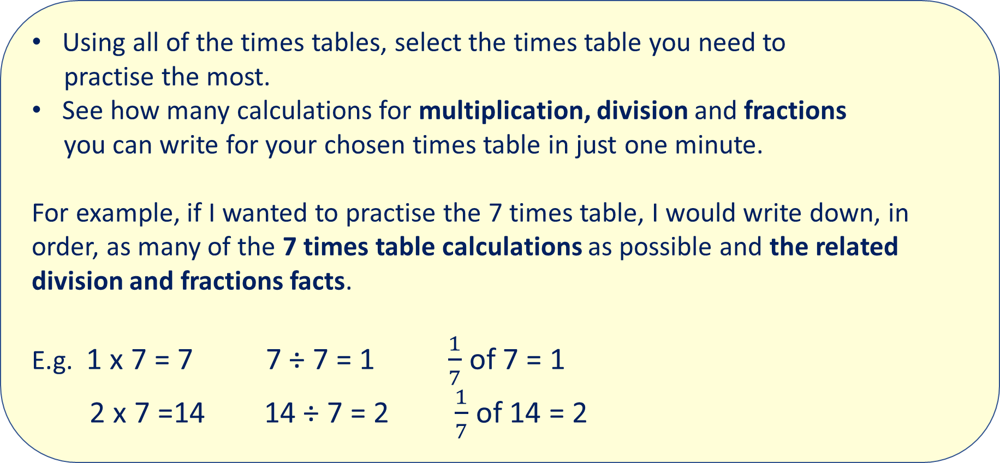 • Using all of the times tables, select the times table you need to
practise the most.
• See how many calculations for multiplication, division and fractions
you can write for your chosen times table in just one minute.
For example, if I wanted to practise the 7 times table, I would write down, in
order, as many of the 7 times table calculations as possible and the related
division and fractions facts.
E.g. 1 x 7 = 7 7 ÷ 7 = 1 1/7 of 7 = 1
2 x 7 =14 14 ÷ 7 = 2 1/7 of 14 = 2